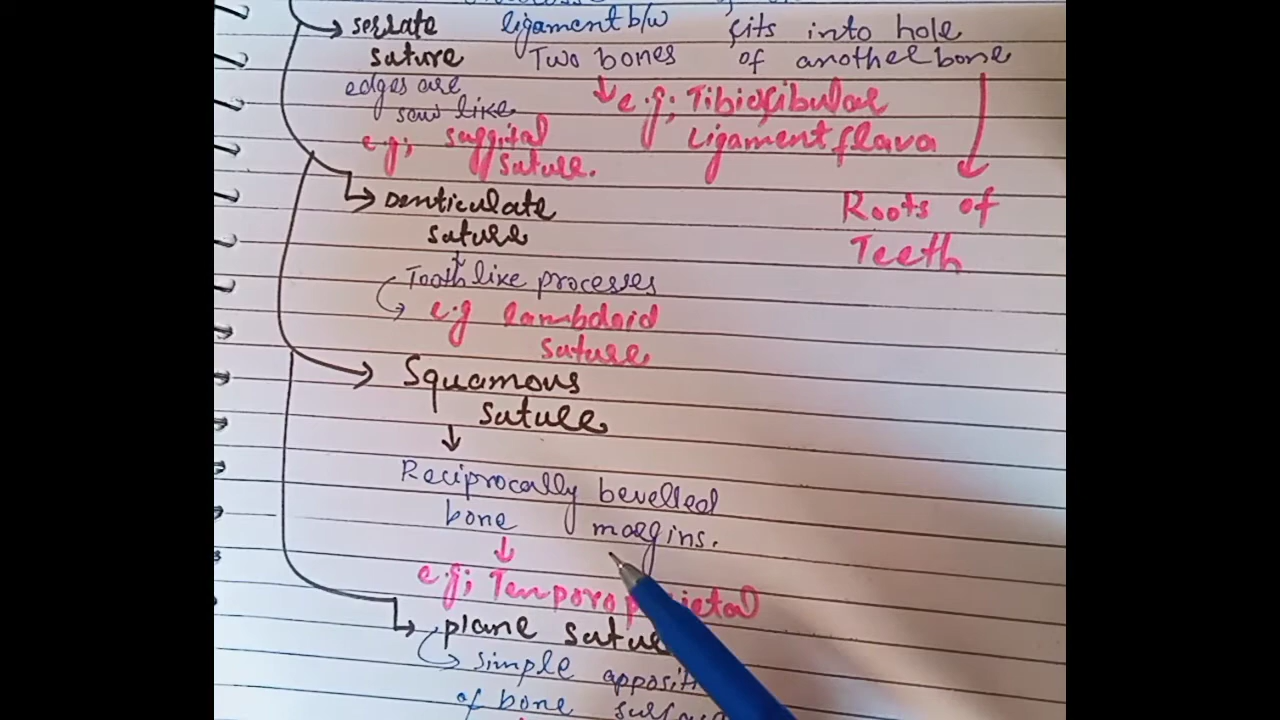 serrate ligament b/w fits into hole
suture Two bones of another bone
edges are
saw like
e.g; Tibiofibular
Ligament flava
e.g; saggital
suture.
Roots of
Teeth
Denticulate
suture
Tooth like processes
e.g lambdoid
suture
Squamous
suture
Reciprocally bevelled
bone margins.
e.g; Temporo
plane
simple
of bone